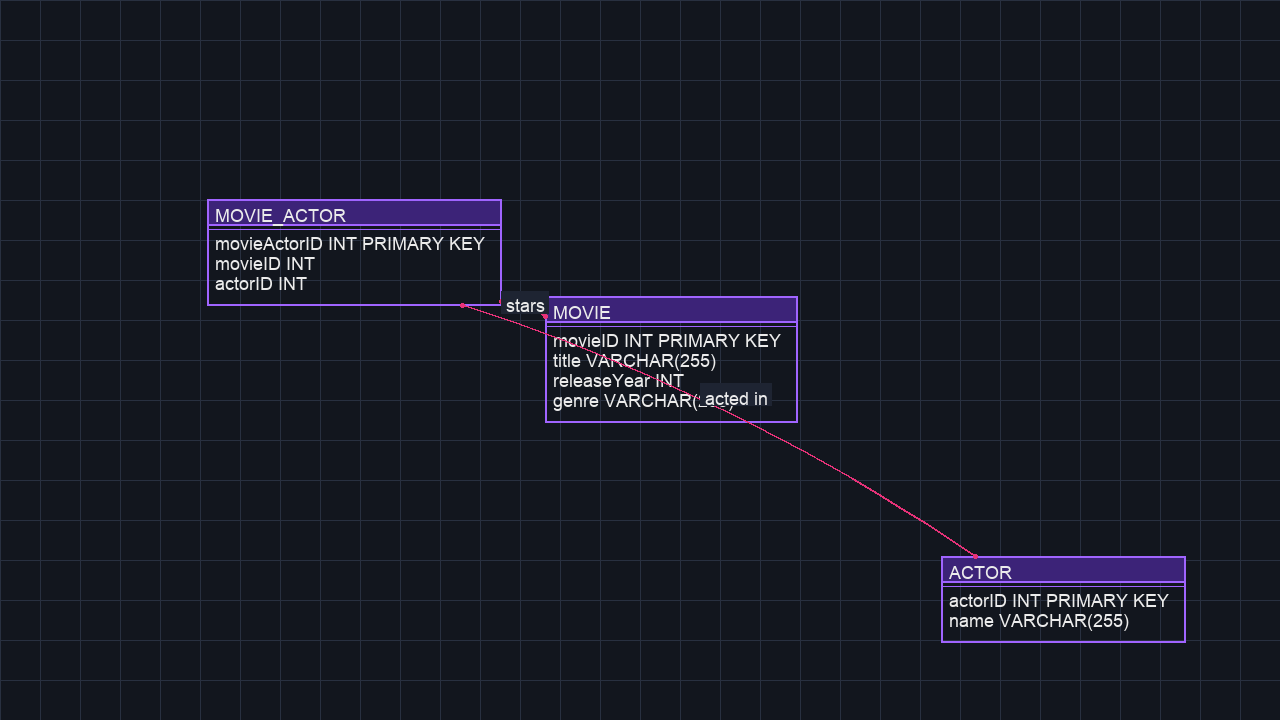 MOVIE_ACTOR
movieActorID INT PRIMARY KEY
movieID INT
actorID INT
stars
MOVIE
movieID INT PRIMARY KEY
title VARCHAR(255)
releaseYear INT
genre VARCHAR(
acted in
ACTOR
actorID INT PRIMARY KEY
name VARCHAR(255)